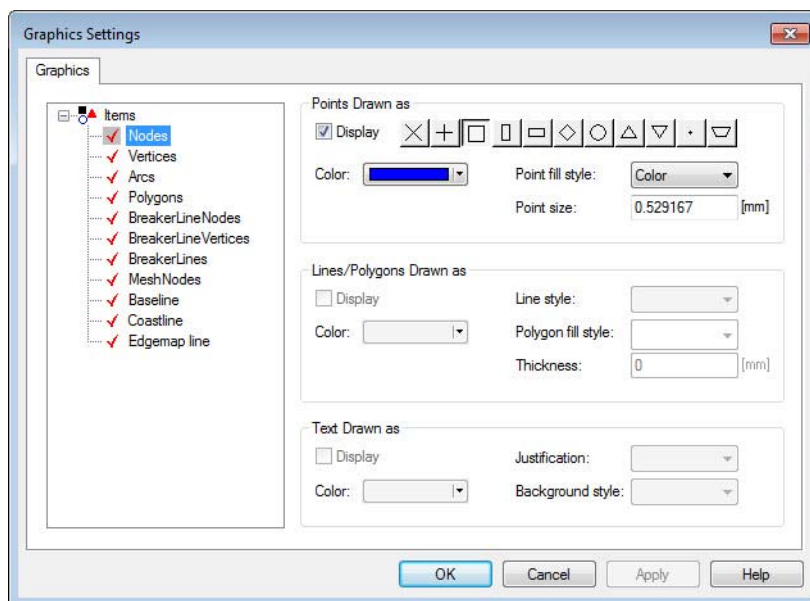 Graphics Settings
Graphics
Items
Nodes
Vertices
Arcs
Polygons
BreakerLineNodes
BreakerLineVertices
BreakerLines
MeshNodes
Baseline
Coastline
Edgemap line
Points Drawn as
Display
Color:
Point fill style: Color
Point size: 0.529167 [mm]
Lines/Polygons Drawn as
Display
Line style:
Color:
Polygon fill style:
Thickness: 0 [mm]
Text Drawn as
Display
Justification:
Color:
Background style:
OK Cancel Apply Help